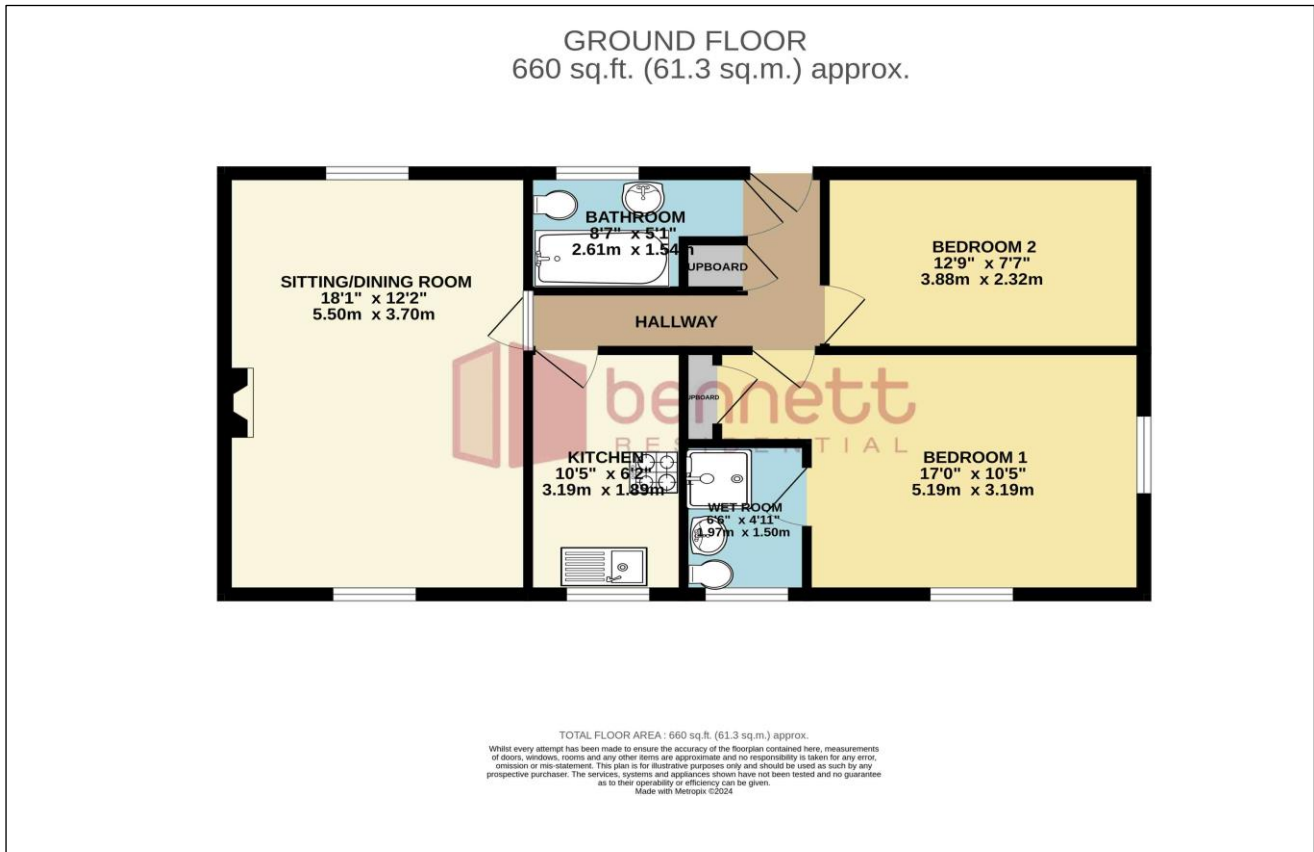 GROUND FLOOR
660 sq.ft. (61.3 sq.m.) approx.
BATHROOM
8'7" x 5'1"
2.61m x 1.54m
UPBOARD
BEDROOM 2
12'9" x 7'7"
3.88m x 2.32m
SITTING/DINING ROOM
18'1" x 12'2"
5.50m x 3.70m
HALLWAY
UPBOARD
bennett
RESIDENTIAL
KITCHEN
10'5" x 6'2"
3.19m x 1.89m
BEDROOM 1
17'0" x 10'5"
5.19m x 3.19m
WET ROOM
6'6" x 4'11"
1.97m x 1.50m
TOTAL FLOOR AREA : 660 sq.ft. (61.3 sq.m.) approx.
Whilst every attempt has been made to ensure the accuracy of the floorplan contained here, measurements
of doors, windows, rooms and any other items are approximate and no responsibility is taken for any error,
omission or mis-statement. This plan is for illustrative purposes only and should be used as such by any
prospective purchaser. The services, systems and appliances shown have not been tested and no guarantee
as to their operability or efficiency can be given.
Made with Metropix ©2024